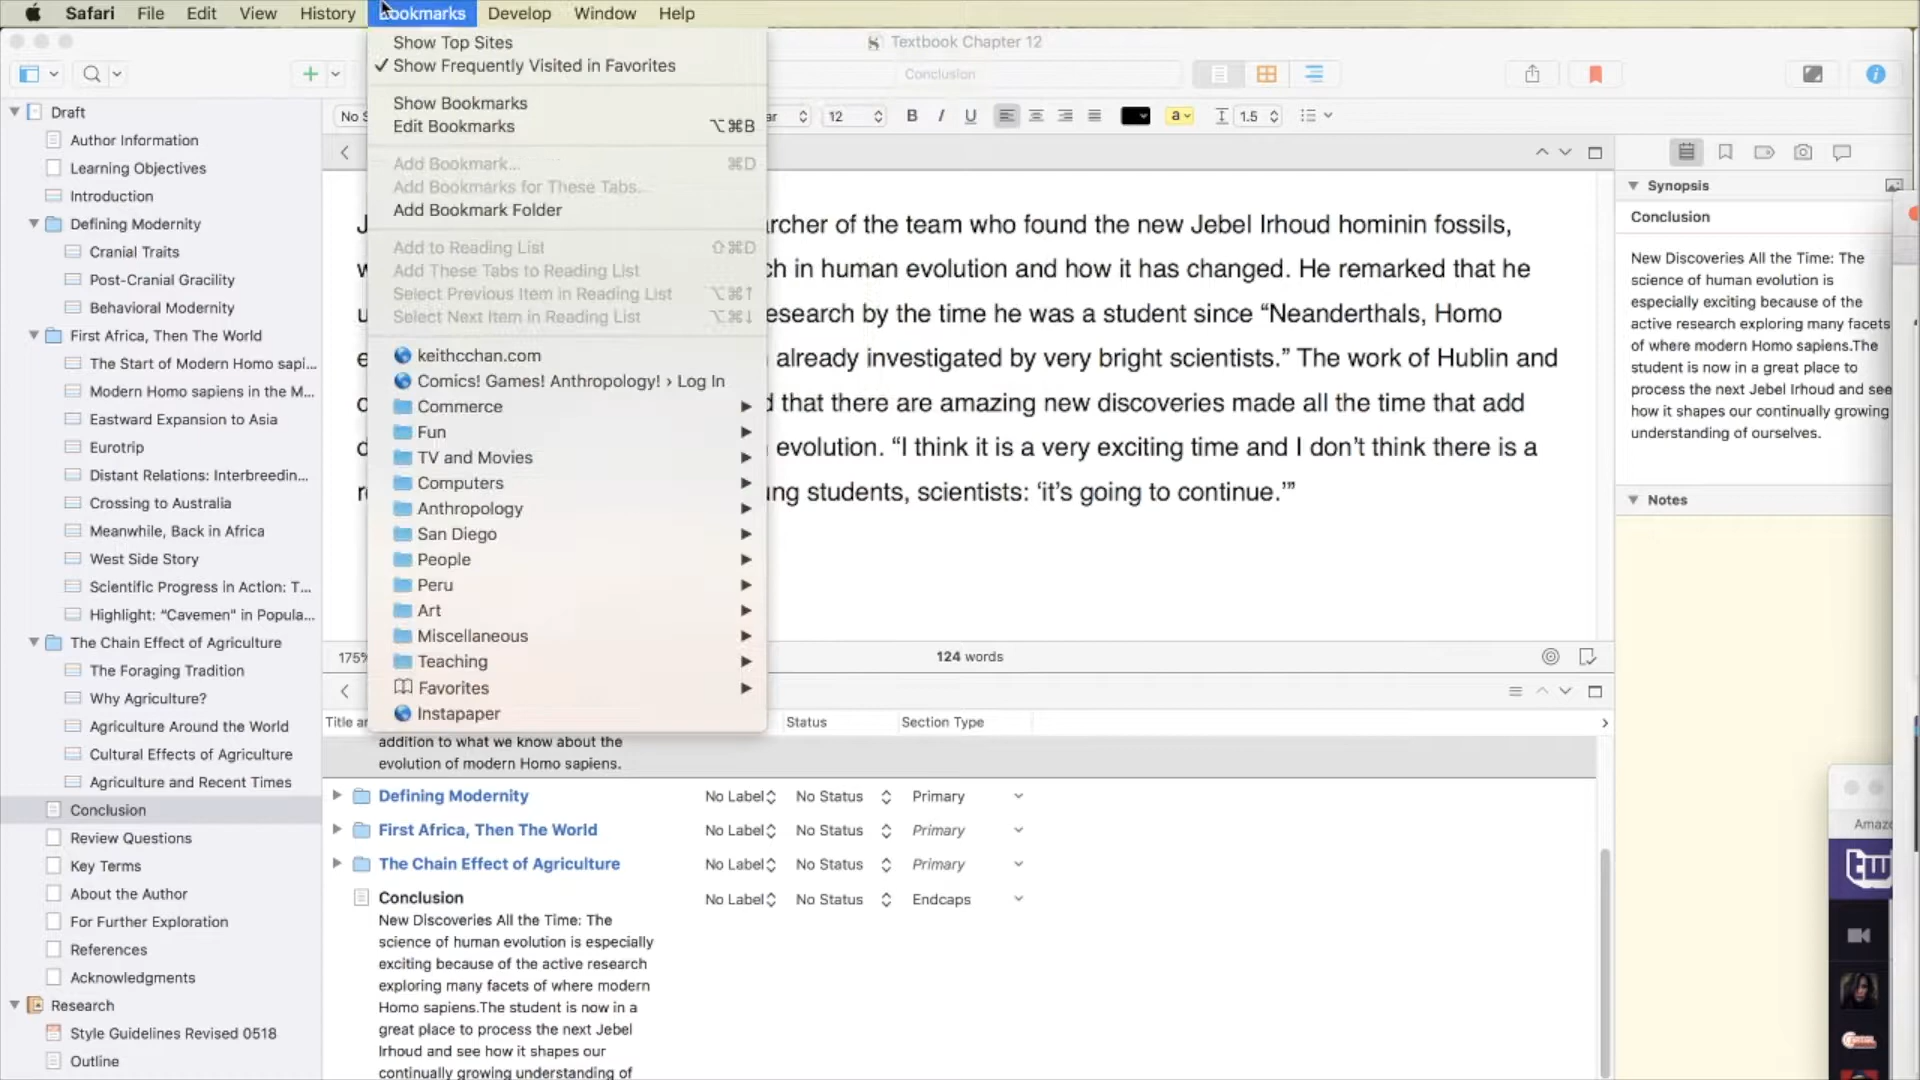 Safari File Edit View History Bookmarks Develop Window Help
Textbook Chapter 12
Conclusion
Show Top Sites
✓ Show Frequently Visited in Favorites
Show Bookmarks
Edit Bookmarks ⌥⌘B
Add Bookmark... ⌘D
Add Bookmarks for These Tabs...
Add Bookmark Folder
Add to Reading List ⇧⌘D
Add These Tabs to Reading List
Select Previous Item in Reading List ⌥⌘↑
Select Next Item in Reading List ⌥⌘↓
keithcchan.com
Comics! Games! Anthropology! › Log In
Commerce
Fun
TV and Movies
Computers
Anthropology
San Diego
People
Peru
Art
Miscellaneous
Teaching
Favorites
Instapaper
Draft
Author Information
Learning Objectives
Introduction
Defining Modernity
Cranial Traits
Post-Cranial Gracility
Behavioral Modernity
First Africa, Then The World
The Start of Modern Homo sapi...
Modern Homo sapiens in the M...
Eastward Expansion to Asia
Eurotrip
Distant Relations: Interbreedin...
Crossing to Australia
Meanwhile, Back in Africa
West Side Story
Scientific Progress in Action: T...
Highlight: “Cavemen” in Popula...
The Chain Effect of Agriculture
The Foraging Tradition
Why Agriculture?
Agriculture Around the World
Cultural Effects of Agriculture
Agriculture and Recent Times
Conclusion
Review Questions
Key Terms
About the Author
For Further Exploration
References
Acknowledgments
Research
Style Guidelines Revised 0518
Outline
No S
ar 12 B I U a 1.5
archer of the team who found the new Jebel Irhoud hominin fossils,
ch in human evolution and how it has changed. He remarked that he
esearch by the time he was a student since “Neanderthals, Homo
already investigated by very bright scientists.” The work of Hublin and
d that there are amazing new discoveries made all the time that add
evolution. “I think it is a very exciting time and I don’t think there is a
ng students, scientists: ‘it’s going to continue.’”
175% 124 words
Title an Status Section Type
addition to what we know about the
evolution of modern Homo sapiens.
Defining Modernity No Label No Status Primary
First Africa, Then The World No Label No Status Primary
The Chain Effect of Agriculture No Label No Status Primary
Conclusion No Label No Status Endcaps
New Discoveries All the Time: The
science of human evolution is especially
exciting because of the active research
exploring many facets of where modern
Homo sapiens.The student is now in a
great place to process the next Jebel
Irhoud and see how it shapes our
continually growing understanding of
Synopsis
Conclusion
New Discoveries All the Time: The
science of human evolution is
especially exciting because of the
active research exploring many facets
of where modern Homo sapiens.The
student is now in a great place to
process the next Jebel Irhoud and see
how it shapes our continually growing
understanding of ourselves.
Notes
Amazo
tw